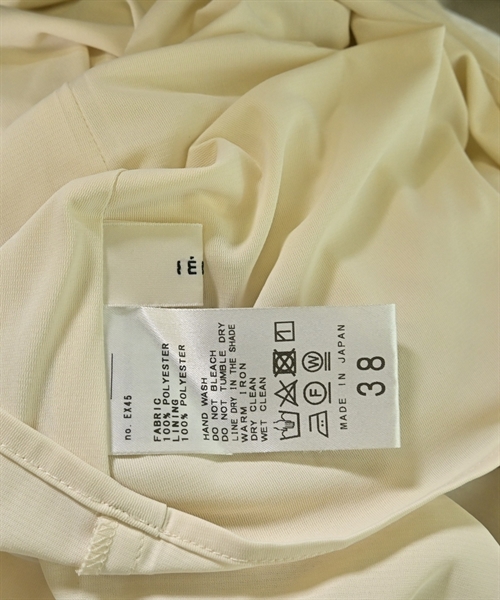 no. EX45
FABRIC
100% POLYESTER
LINING
100% POLYESTER
HAND WASH
DO NOT BLEACH
DO NOT TUMBLE DRY
LINE DRY IN THE SHADE
WARM IRON
DRY CLEAN
WET CLEAN
F W
MADE IN JAPAN
38